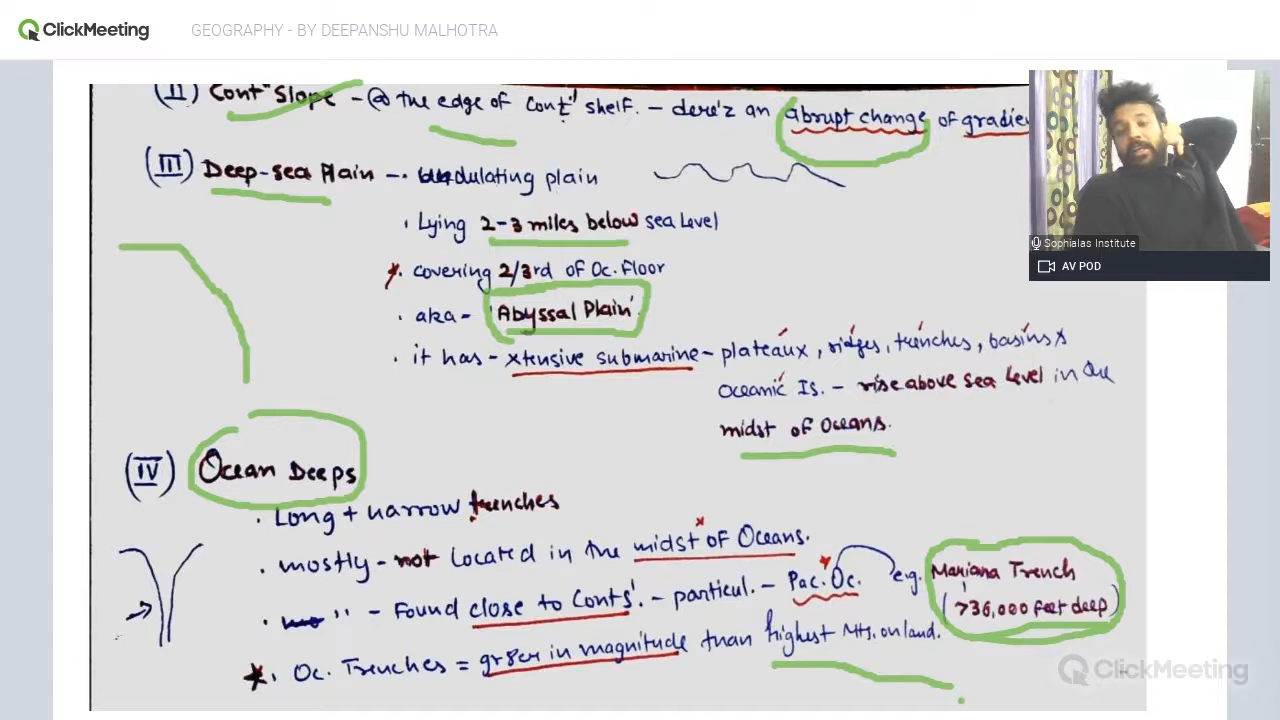 ClickMeeting
GEOGRAPHY - BY DEEPANSHU MALHOTRA
(II) Contˡ Slope - @ the edge of Contˡ shelf. - dere'z an abrupt change of gradie
(III) Deep-sea Plain - · undulating plain
· Lying 2-3 miles below sea level
* · covering 2/3rd of Oc. floor
· aka - 'Abyssal Plain'
· it has - xtensive submarine - plateaux, ridges, trenches, basins &
Oceanic Is. - rise above sea level in the
midst of Oceans.
(IV) Ocean Deeps
· Long + narrow trenches
· mostly - not located in the midst of Oceans.
· " - Found close to Contsˡ. - particul. - Pac. Oc. e.g. Mariana Trench
(>36,000 feet deep)
* · Oc. Trenches = gr8er in magnitude than highest Mts. on land.
Sophialas Institute
AV POD
ClickMeeting